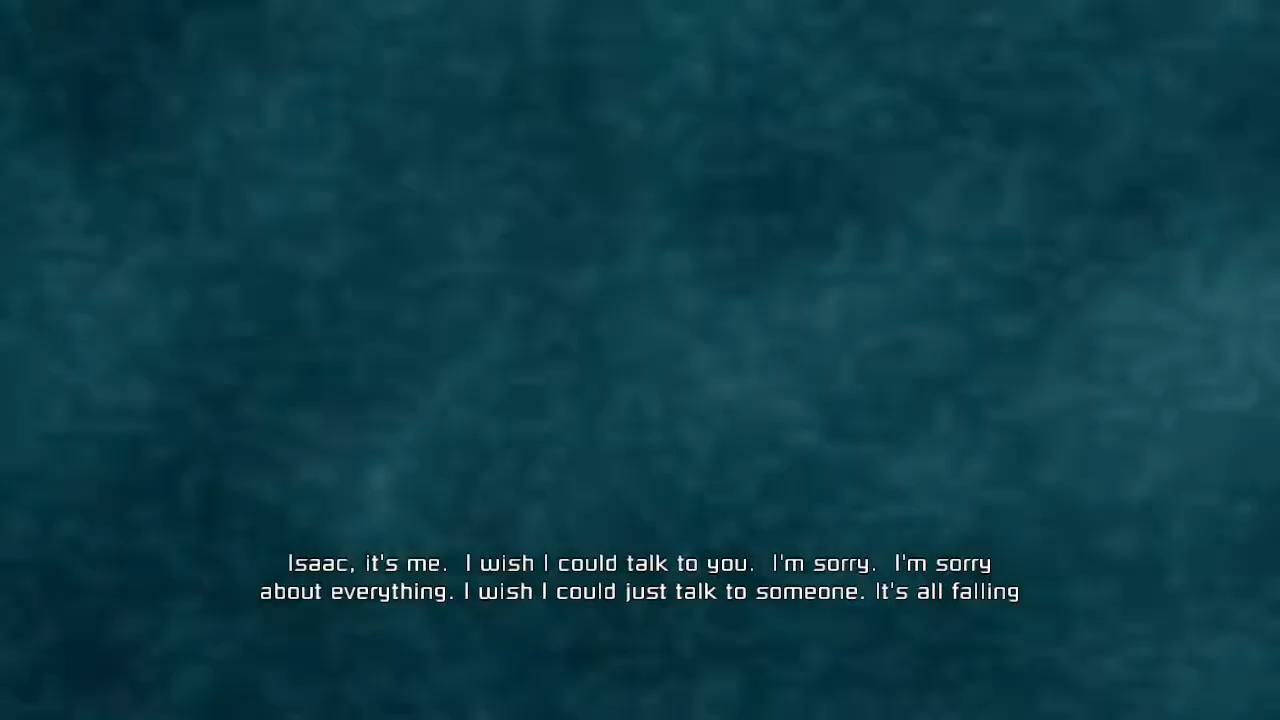 Isaac, it's me.  I wish I could talk to you.  I'm sorry.  I'm sorry
about everything. I wish I could just talk to someone. It's all falling